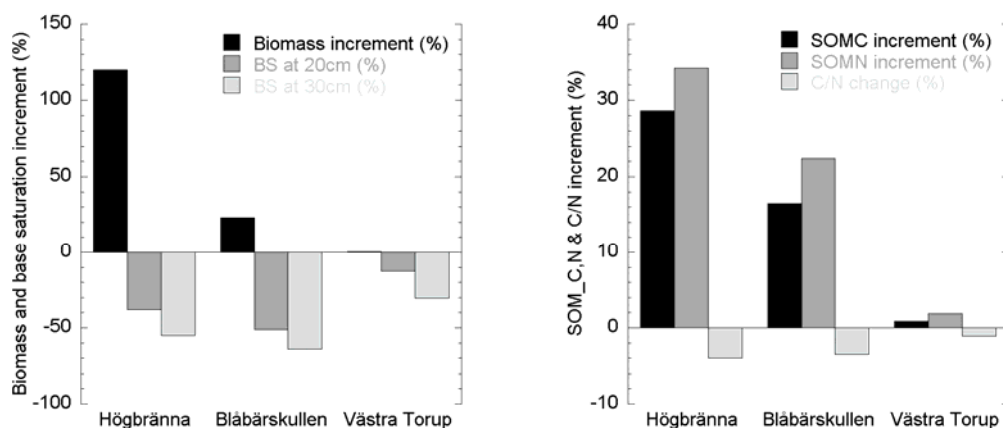 Biomass and base saturation increment (%)
150
100
50
0
-50
-100
Biomass increment (%)
BS at 20cm (%)
BS at 30cm (%)
Högbränna Blåbärskullen Västra Torup
SOM_C,N & C/N increment (%)
40
30
20
10
0
-10
SOMC increment (%)
SOMN increment (%)
C/N change (%)
Högbränna Blåbärskullen Västra Torup